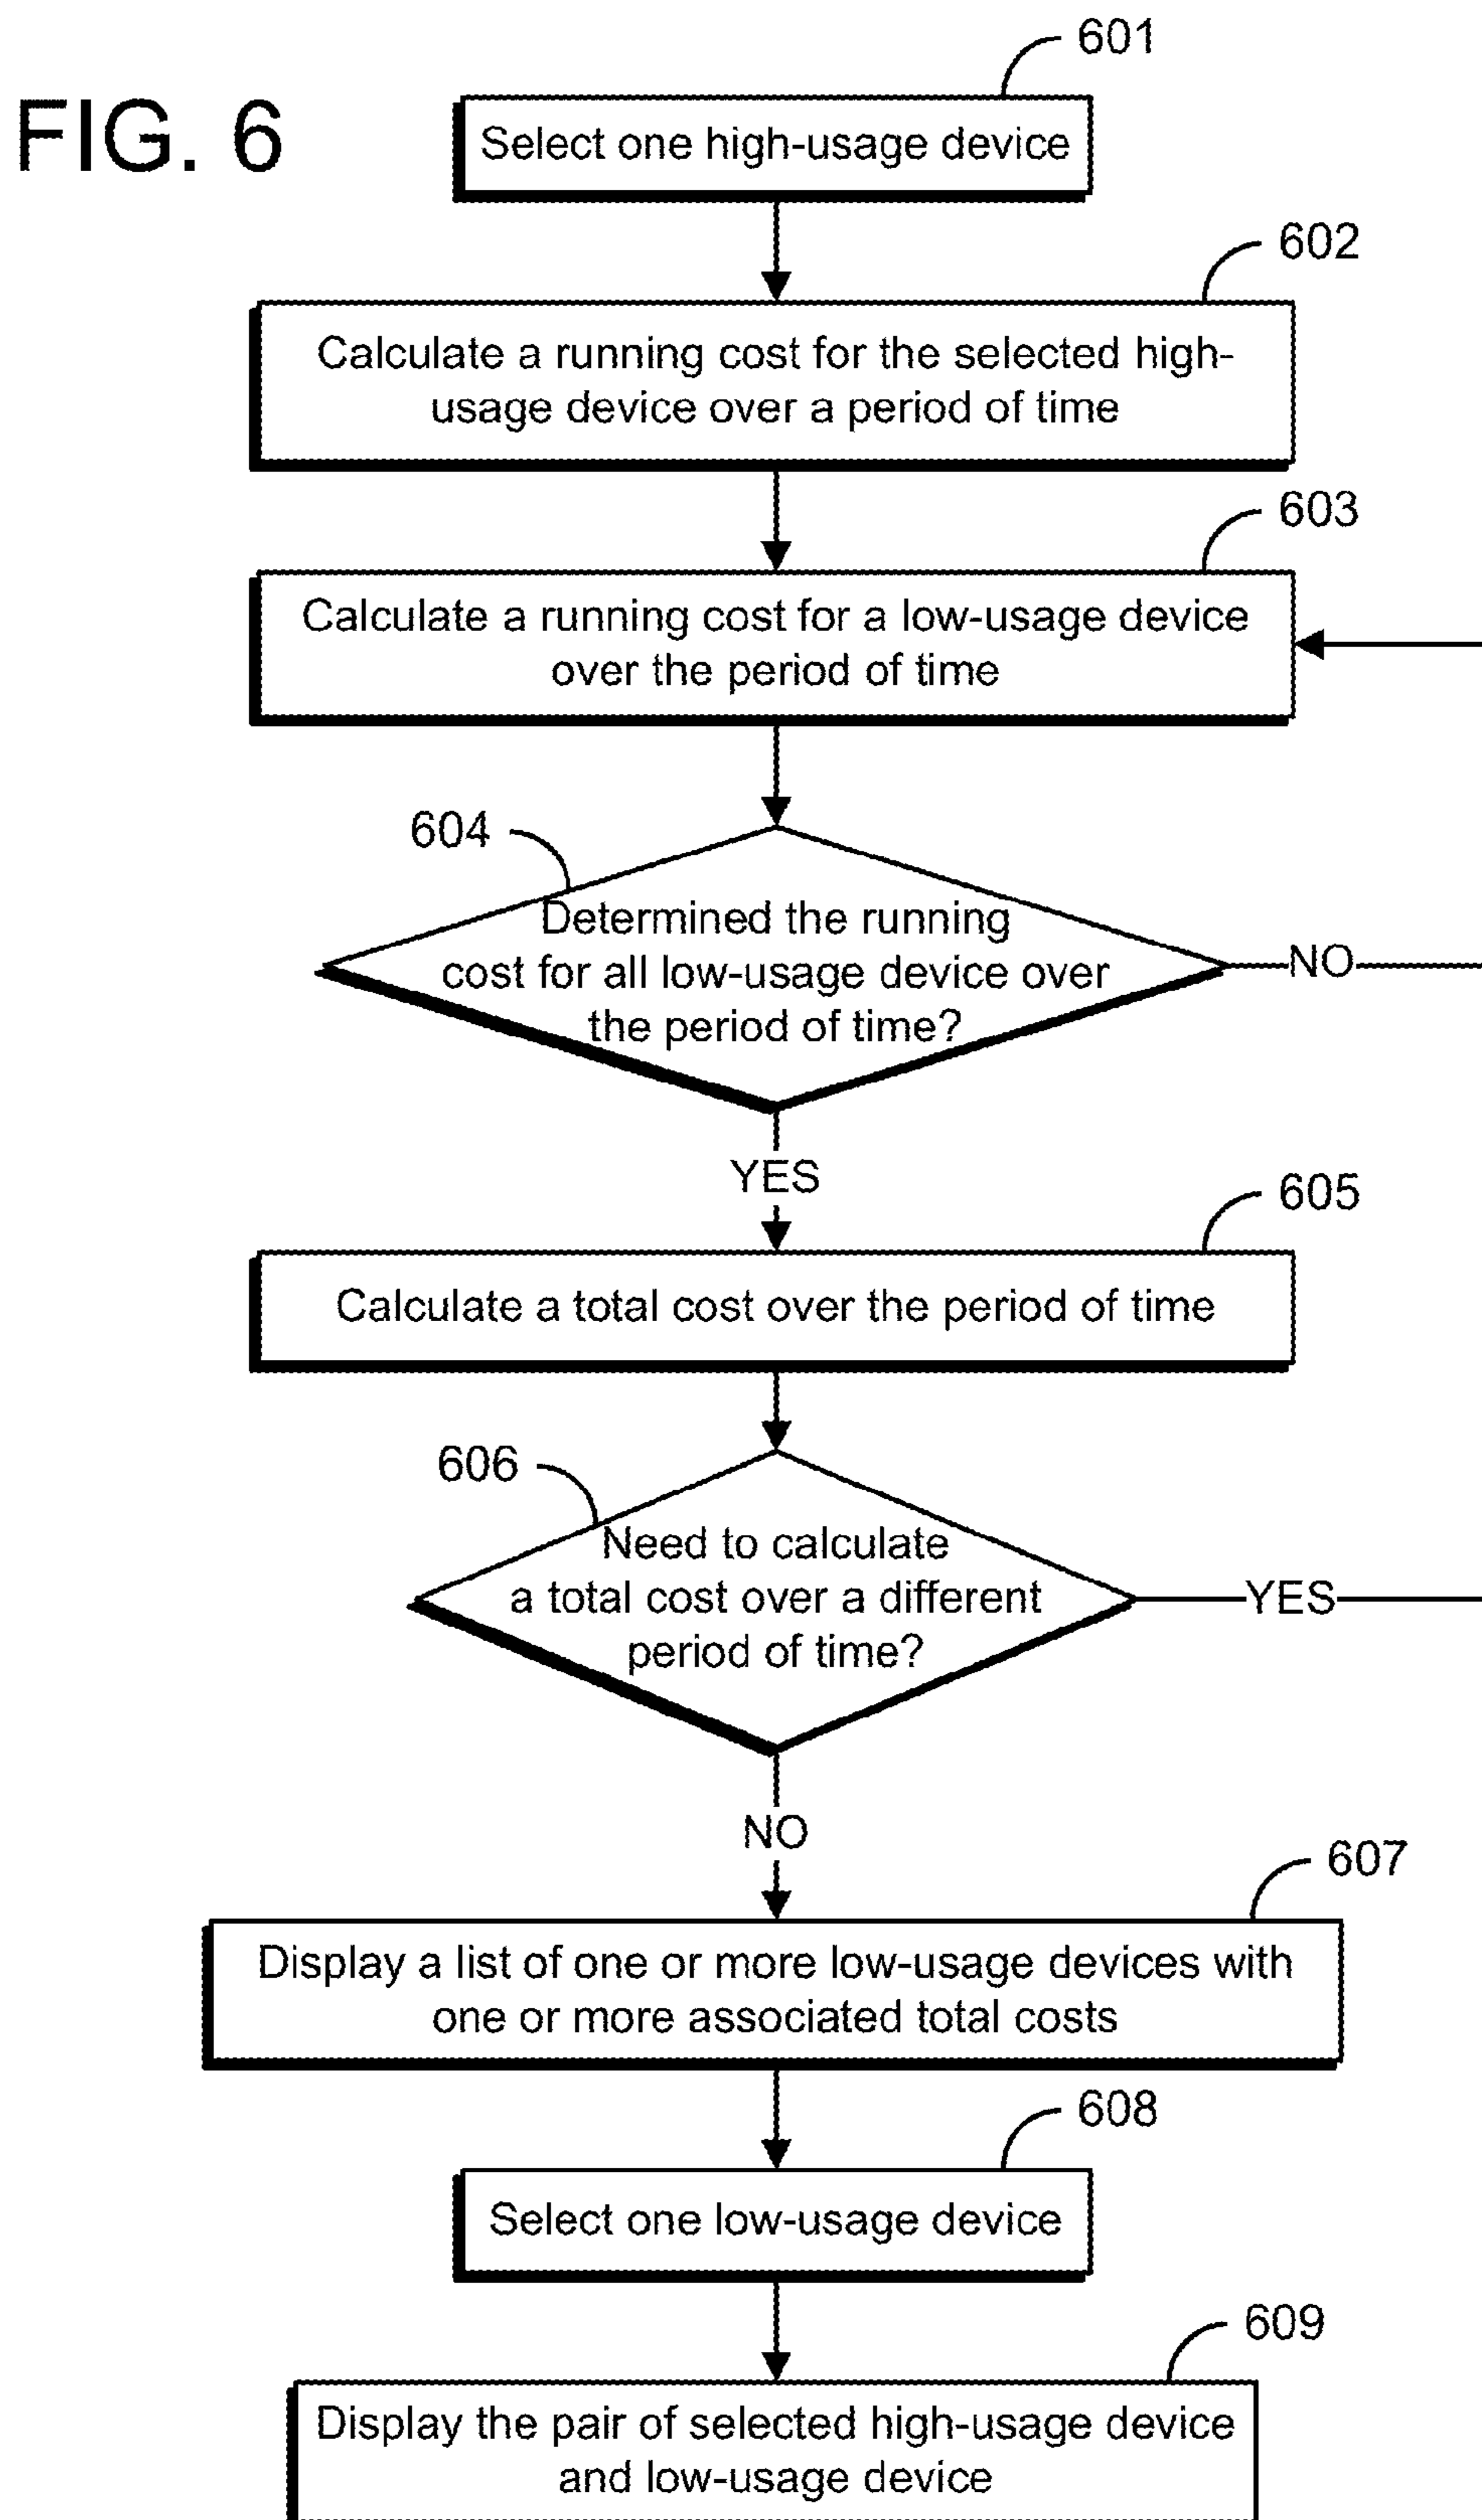 FIG. 6
601
Select one high-usage device
602
Calculate a running cost for the selected high-
usage device over a period of time
603
Calculate a running cost for a low-usage device
over the period of time
604
Determined the running
cost for all low-usage device over
the period of time?
NO
YES
605
Calculate a total cost over the period of time
606
Need to calculate
a total cost over a different
period of time?
YES
NO
607
Display a list of one or more low-usage devices with
one or more associated total costs
608
Select one low-usage device
609
Display the pair of selected high-usage device
and low-usage device